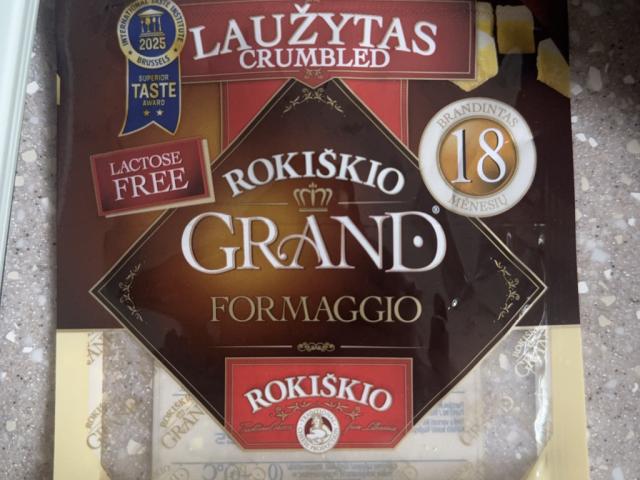 LAUŽYTAS
CRUMBLED
INTERNATIONAL TASTE INSTITUTE
2025
BRUSSELS
SUPERIOR
TASTE
AWARD
LACTOSE
FREE
BRANDINTAS
18
MĖNESIŲ
ROKIŠKIO
GRAND®
FORMAGGIO
ROKIŠKIO